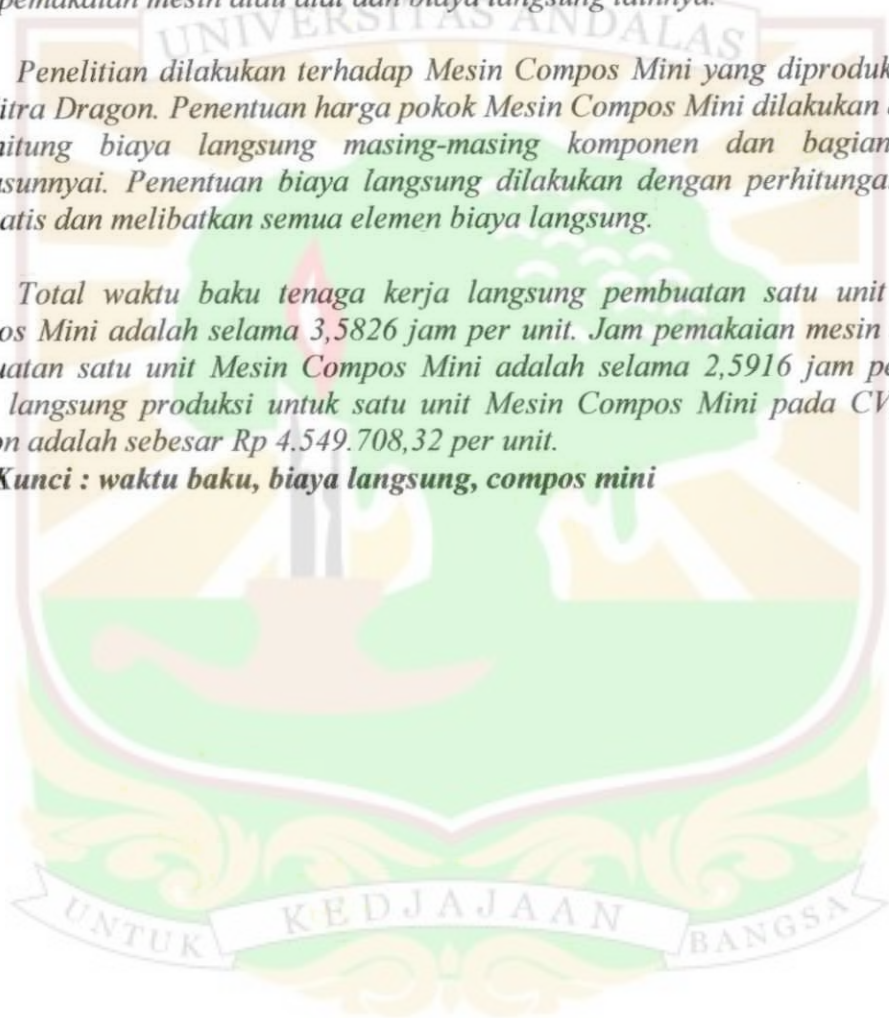 pemakaian mesin atau alat dan biaya langsung lainnya.
UNIVERSITAS ANDALAS
Penelitian dilakukan terhadap Mesin Compos Mini yang diproduk
itra Dragon. Penentuan harga pokok Mesin Compos Mini dilakukan
itung biaya langsung masing-masing komponen dan bagian
sunnyai. Penentuan biaya langsung dilakukan dengan perhitunga
atis dan melibatkan semua elemen biaya langsung.
Total waktu baku tenaga kerja langsung pembuatan satu unit
os Mini adalah selama 3,5826 jam per unit. Jam pemakaian mesin
uatan satu unit Mesin Compos Mini adalah selama 2,5916 jam pe
langsung produksi untuk satu unit Mesin Compos Mini pada CV
on adalah sebesar Rp 4.549.708,32 per unit.
Kunci : waktu baku, biaya langsung, compos mini
UNTUK KEDJAJAAN BANGSA